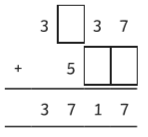 3 □ 3 7
+ 5 □ □
3 7 1 7